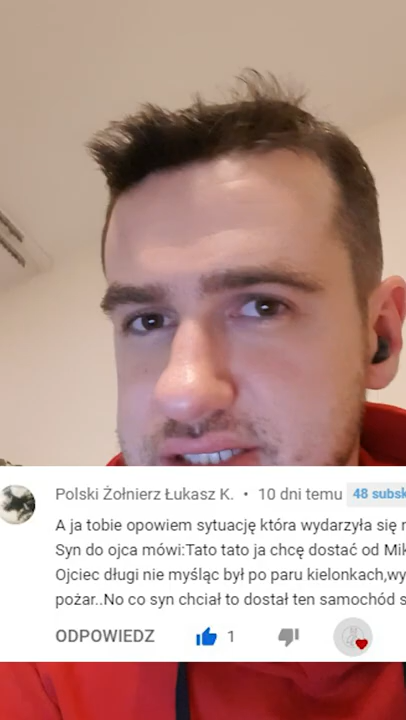 Polski Żołnierz Łukasz K. • 10 dni temu 48 subsk
A ja tobie opowiem sytuację która wydarzyła się
Syn do ojca mówi:Tato tato ja chcę dostać od
Ojciec długi nie myśląc był po paru kielonkach,wy
pożar..No co syn chciał to dostał ten samochód s
ODPOWIEDZ 1